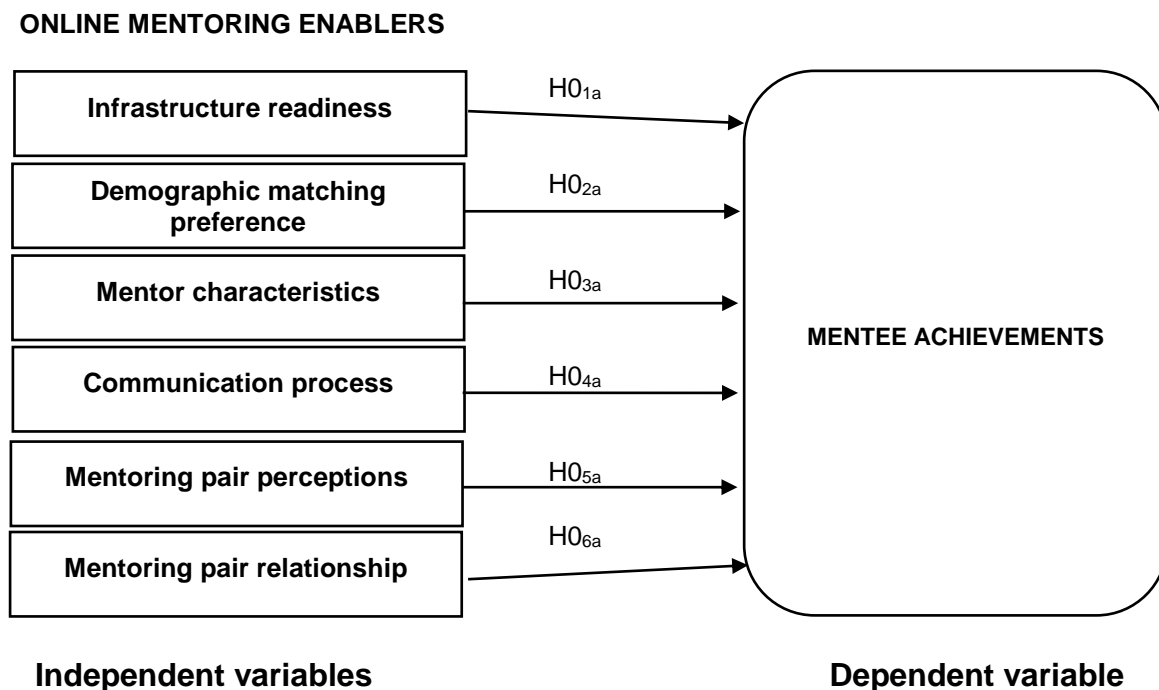 ONLINE MENTORING ENABLERS
Infrastructure readiness
H0₁ₐ
Demographic matching
preference
H0₂ₐ
Mentor characteristics
H0₃ₐ
Communication process
H0₄ₐ
Mentoring pair perceptions
H0₅ₐ
Mentoring pair relationship
H0₆ₐ
MENTEE ACHIEVEMENTS
Independent variables
Dependent variable